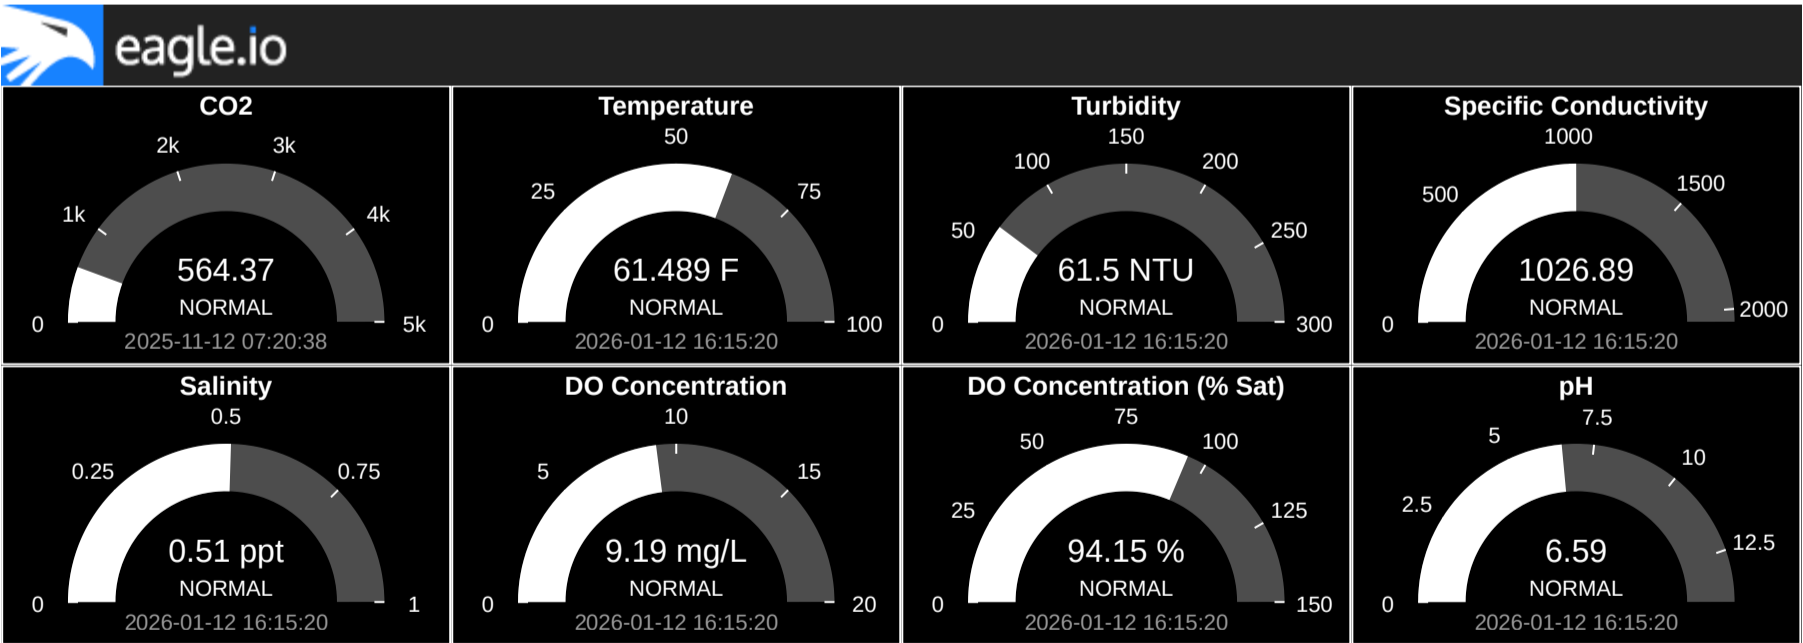 eagle.io
CO2
2k
3k
1k
4k
564.37
NORMAL
0
5k
2025-11-12 07:20:38
Temperature
50
25
75
61.489 F
NORMAL
0
100
2026-01-12 16:15:20
Turbidity
150
100
200
50
250
61.5 NTU
NORMAL
0
300
2026-01-12 16:15:20
Specific Conductivity
1000
500
1500
1026.89
NORMAL
0
2000
2026-01-12 16:15:20
Salinity
0.5
0.25
0.75
0.51 ppt
NORMAL
0
1
2026-01-12 16:15:20
DO Concentration
10
5
15
9.19 mg/L
NORMAL
0
20
2026-01-12 16:15:20
DO Concentration (% Sat)
75
50
100
25
125
94.15 %
NORMAL
0
150
2026-01-12 16:15:20
pH
7.5
5
10
2.5
12.5
6.59
NORMAL
0
2026-01-12 16:15:20